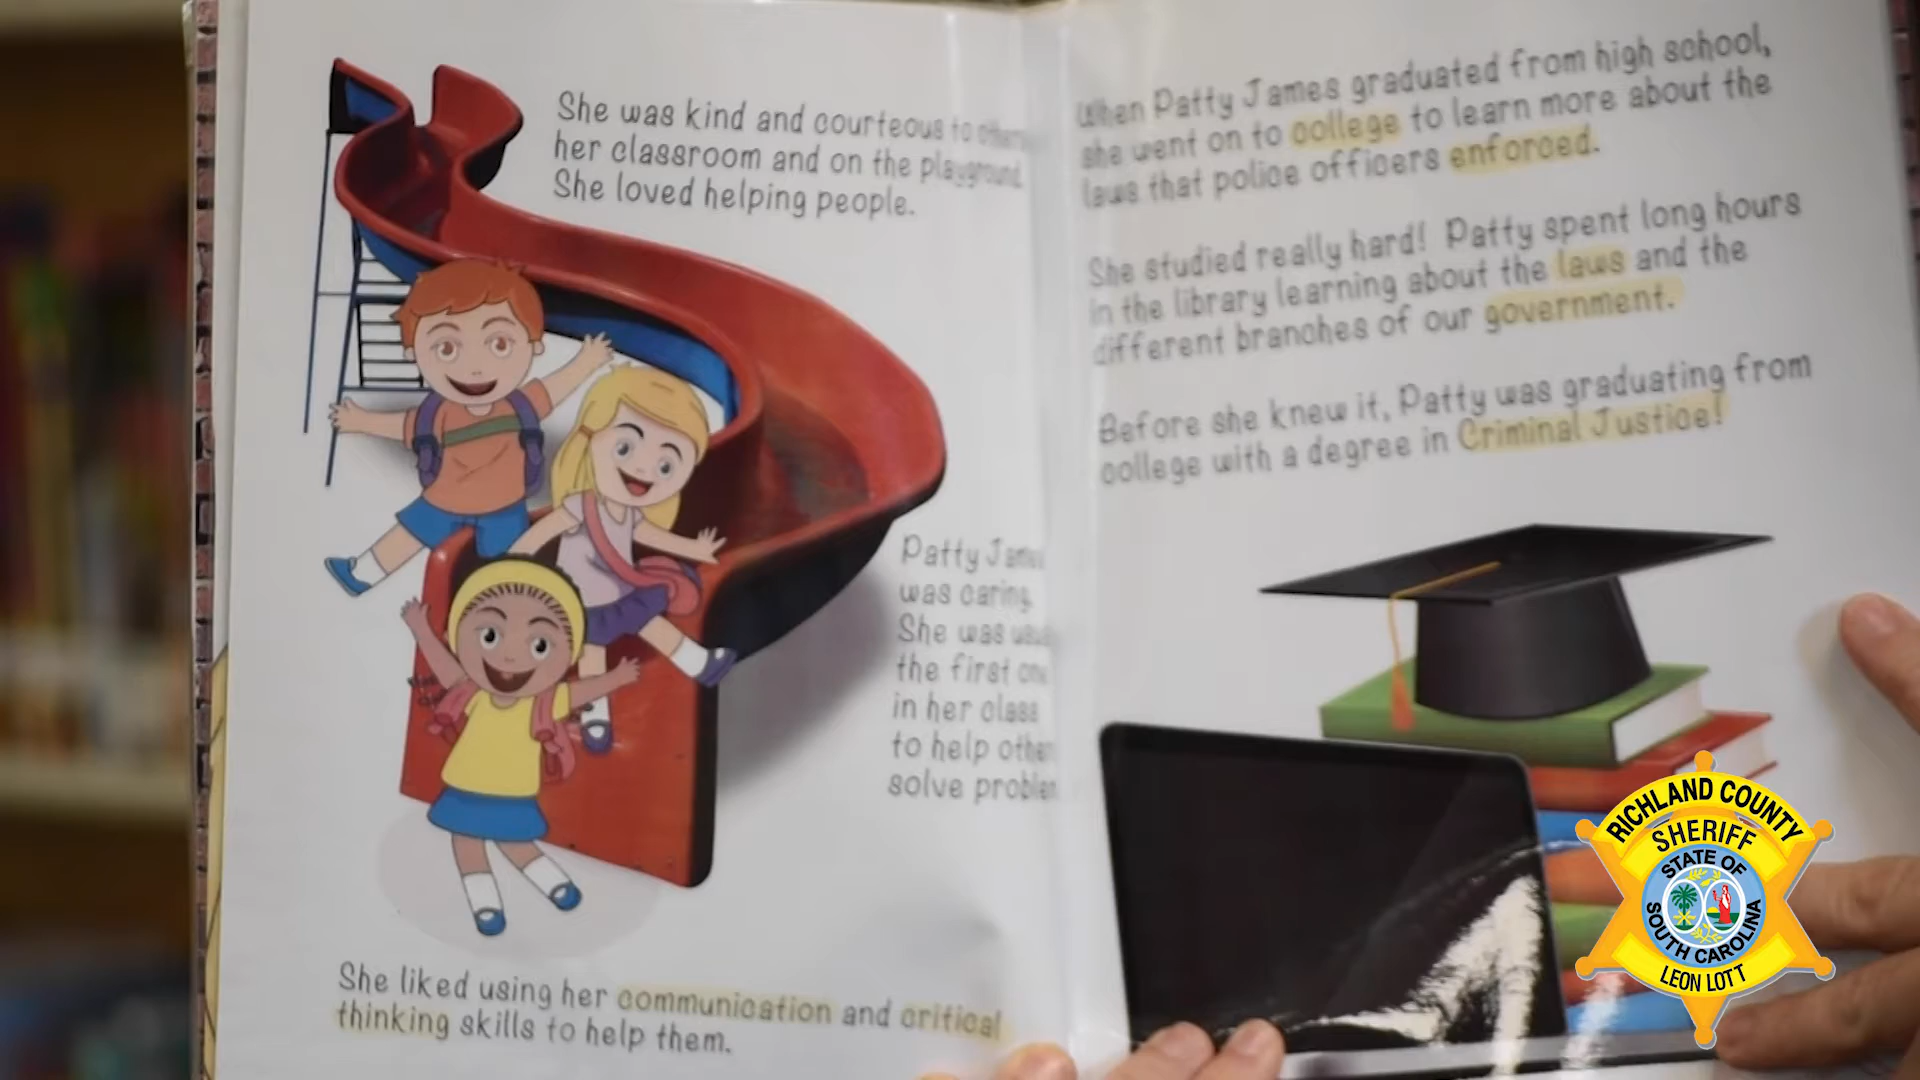 She was kind and courteous to others
her classroom and on the playground.
She loved helping people.
Patty James
was caring.
She was
the first one
in her class
to help
solve
She liked using her communication and critical
thinking skills to help them.
When Patty James graduated from high school,
she went on to college to learn more about the
laws that police officers enforced.
She studied really hard! Patty spent long hours
in the library learning about the laws and the
different branches of our government.
Before she knew it, Patty was graduating from
college with a degree in Criminal Justice!
RICHLAND COUNTY
SHERIFF
STATE OF
SOUTH CAROLINA
LEON LOTT